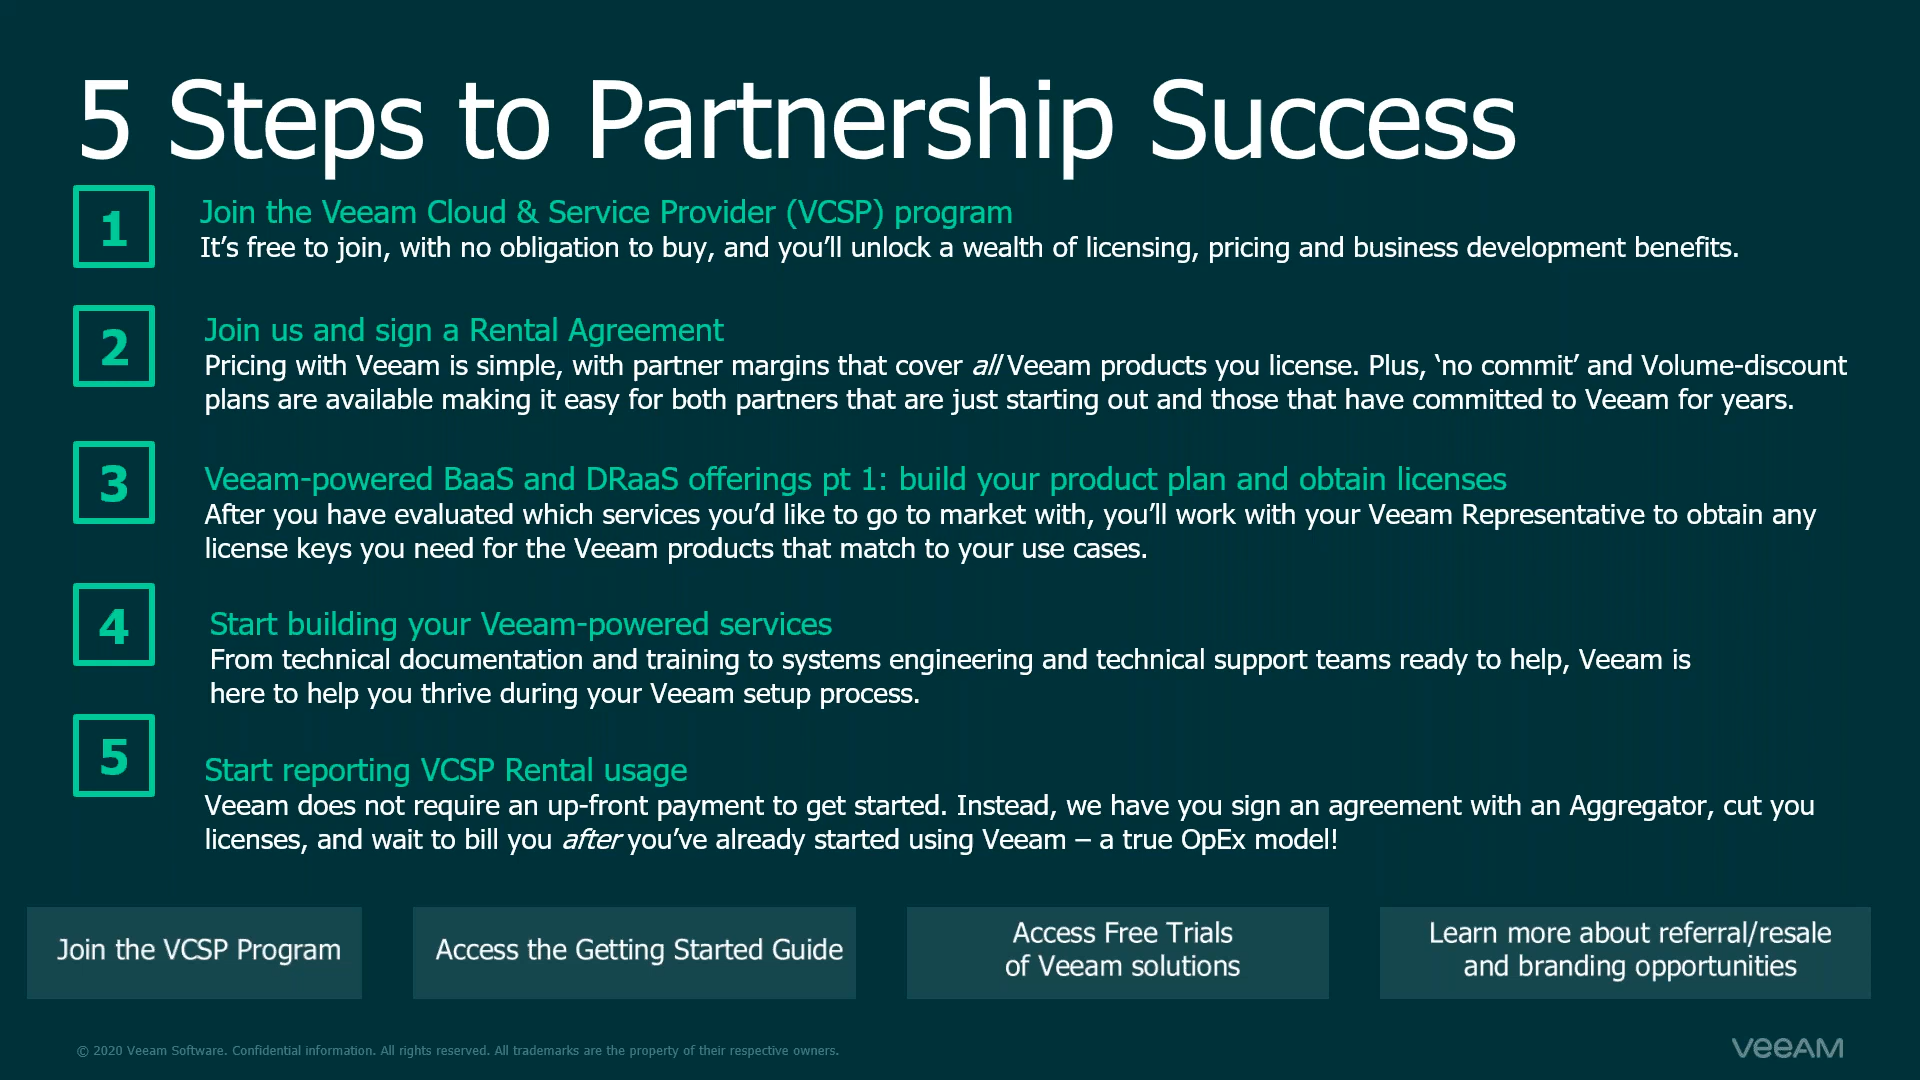 5 Steps to Partnership Success
1
Join the Veeam Cloud & Service Provider (VCSP) program
It’s free to join, with no obligation to buy, and you’ll unlock a wealth of licensing, pricing and business development benefits.
2
Join us and sign a Rental Agreement
Pricing with Veeam is simple, with partner margins that cover all Veeam products you license. Plus, ‘no commit’ and Volume-discount
plans are available making it easy for both partners that are just starting out and those that have committed to Veeam for years.
3
Veeam-powered BaaS and DRaaS offerings pt 1: build your product plan and obtain licenses
After you have evaluated which services you’d like to go to market with, you’ll work with your Veeam Representative to obtain any
license keys you need for the Veeam products that match to your use cases.
4
Start building your Veeam-powered services
From technical documentation and training to systems engineering and technical support teams ready to help, Veeam is
here to help you thrive during your Veeam setup process.
5
Start reporting VCSP Rental usage
Veeam does not require an up-front payment to get started. Instead, we have you sign an agreement with an Aggregator, cut you
licenses, and wait to bill you after you’ve already started using Veeam – a true OpEx model!
Join the VCSP Program
Access the Getting Started Guide
Access Free Trials
of Veeam solutions
Learn more about referral/resale
and branding opportunities
© 2020 Veeam Software. Confidential information. All rights reserved. All trademarks are the property of their respective owners.
veeAM